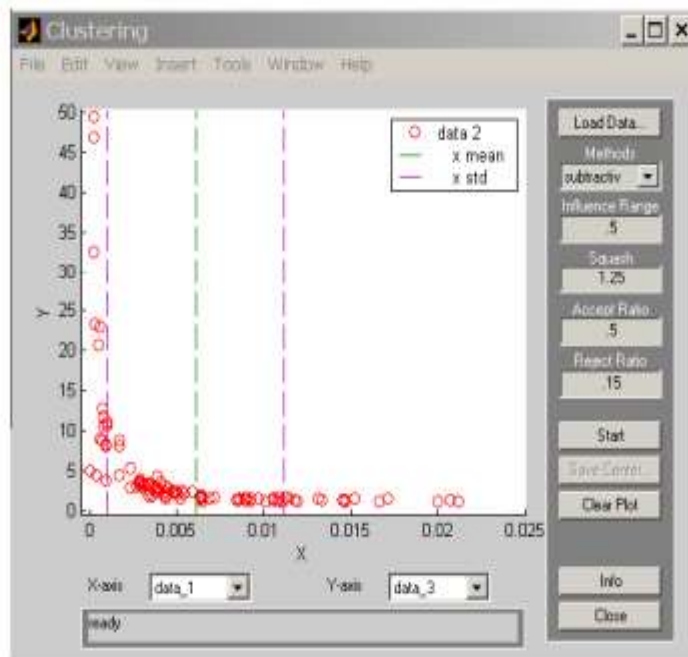 Clustering
File Edit View Insert Tools Window Help
50
45
40
35
30
25
20
15
10
5
0
Y
data 2
x mean
x std
0 0.005 0.01 0.015 0.02 0.025
X
X-axis data_1 Y-axis data_3
ready
Load Data...
Methods
subtractiv
Influence Range
.5
Squash
1.25
Accept Ratio
.5
Reject Ratio
.15
Start
Save Center...
Clear Plot
Info
Close